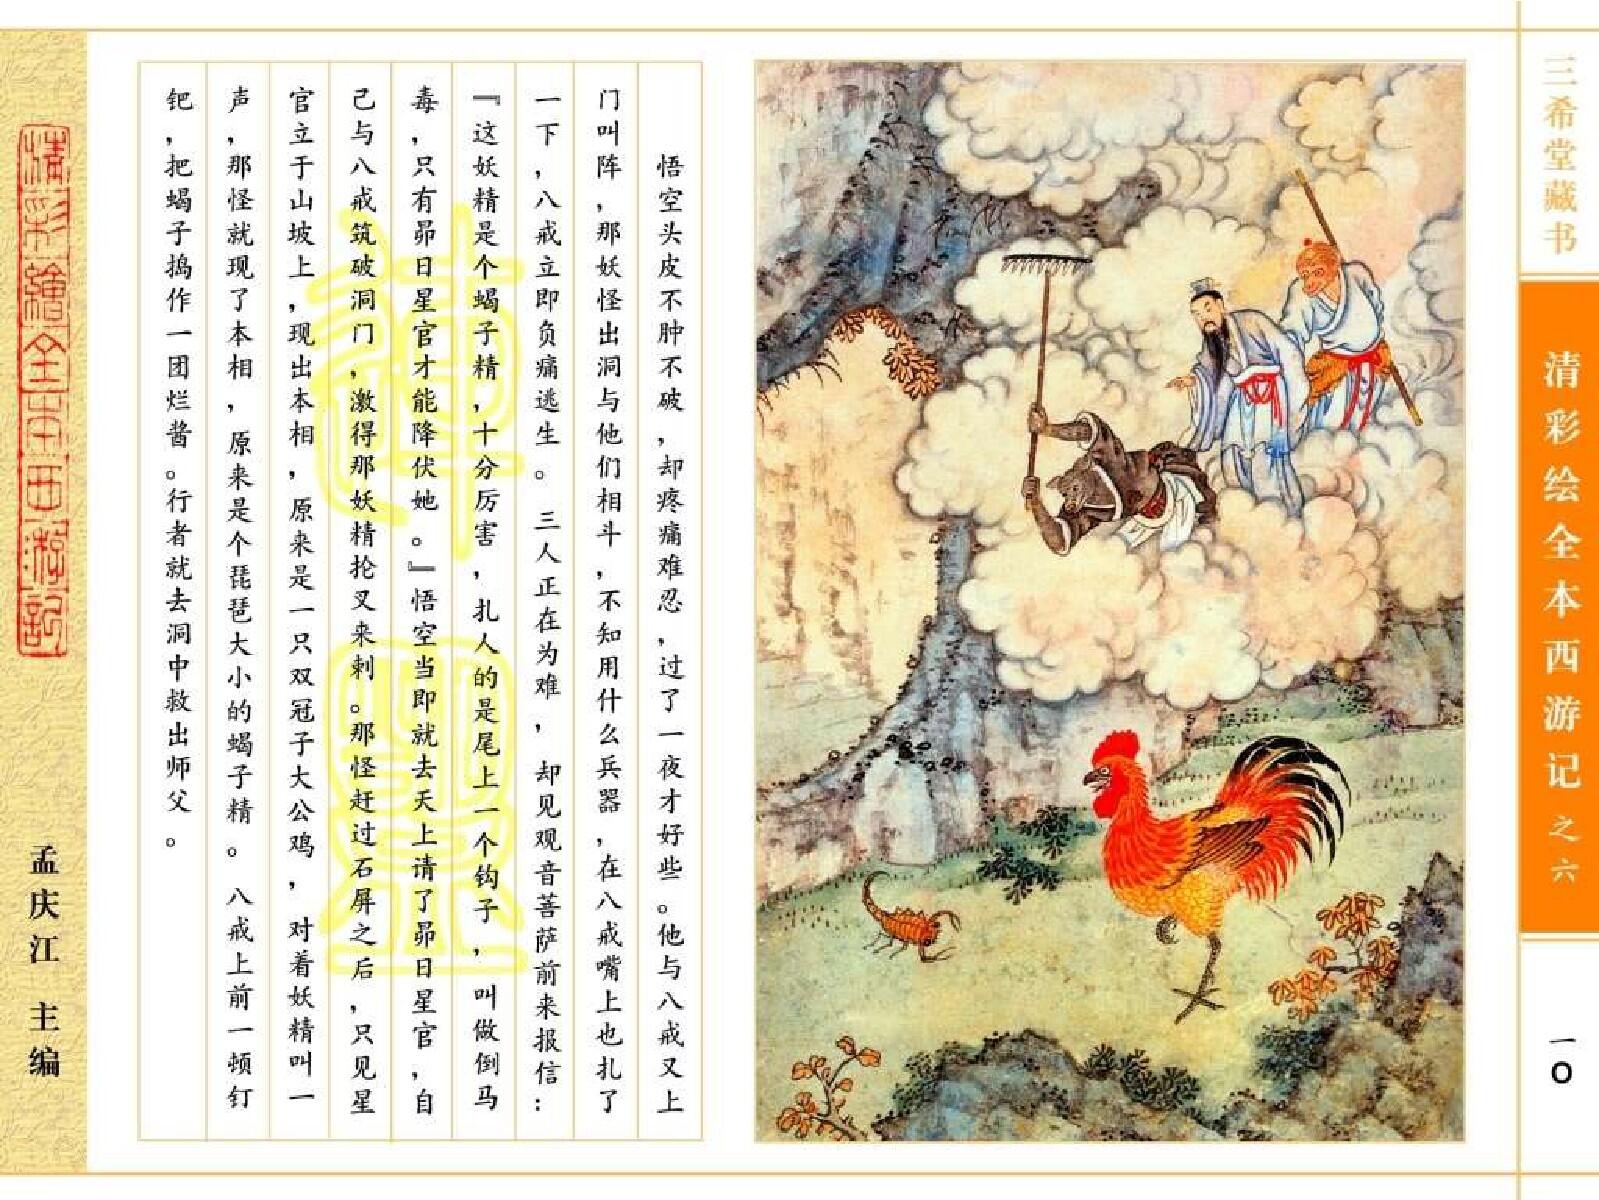 三希堂藏书
清彩绘全本西游记之六
一〇
悟空头皮不肿不破，却疼痛难忍，过了一夜才好些。他与八戒又上
门叫阵，那妖怪出洞与他们相斗，不知用什么兵器，在八戒嘴上也扎了
一下，八戒立即负痛逃生。三人正在为难，却见观音菩萨前来报信：
『这妖精是个蝎子精，十分厉害，扎人的是尾上一个钩子，叫做倒马
毒，只有昴日星官才能降伏她。』悟空当即就去天上请了昴日星官，自
己与八戒筑破洞门，激得那妖精抡叉来刺。那怪赶过石屏之后，只见星
官立于山坡上，现出本相，原来是一只双冠子大公鸡，对着妖精叫一
声，那怪就现了本相，原来是个琵琶大小的蝎子精。八戒上前一顿钉
钯，把蝎子捣作一团烂酱。行者就去洞中救出师父。
清彩繪全本西游記
孟庆江 主编